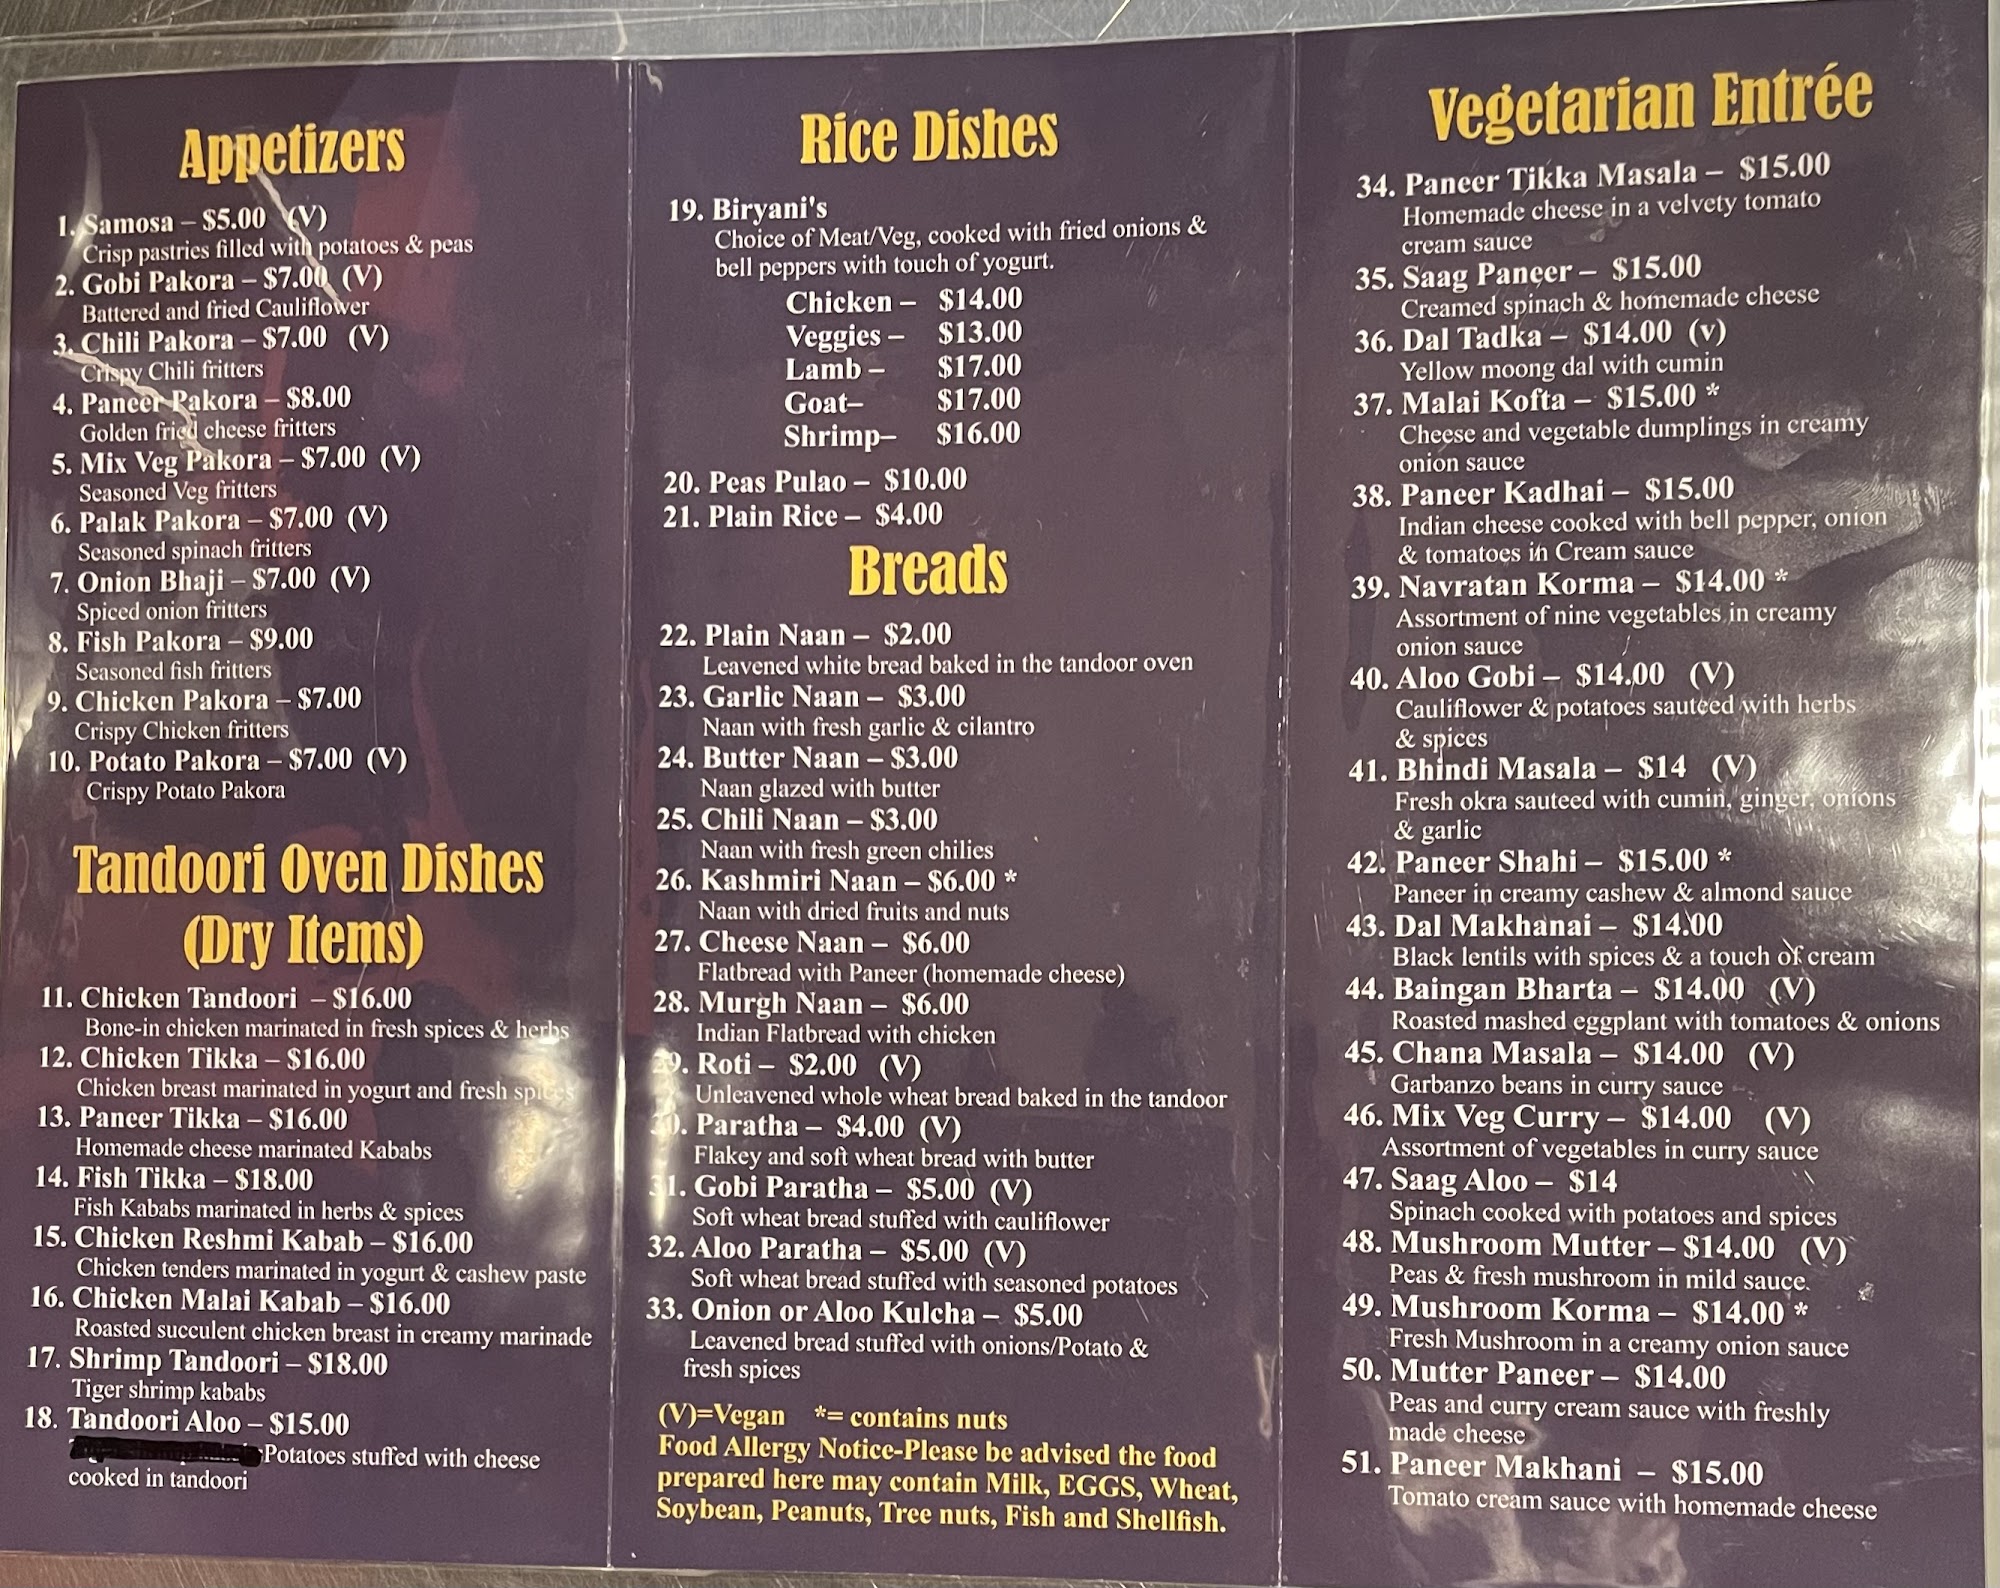 Appetizers
1. Samosa – $5.00 (V)
Crisp pastries filled with potatoes & peas
2. Gobi Pakora – $7.00 (V)
Battered and fried Cauliflower
3. Chili Pakora – $7.00 (V)
Crispy Chili fritters
4. Paneer Pakora – $8.00
Golden fried cheese fritters
5. Mix Veg Pakora – $7.00 (V)
Seasoned Veg fritters
6. Palak Pakora – $7.00 (V)
Seasoned spinach fritters
7. Onion Bhaji – $7.00 (V)
Spiced onion fritters
8. Fish Pakora – $9.00
Seasoned fish fritters
9. Chicken Pakora – $7.00
Crispy Chicken fritters
10. Potato Pakora – $7.00 (V)
Crispy Potato Pakora
Tandoori Oven Dishes
(Dry Items)
11. Chicken Tandoori – $16.00
Bone-in chicken marinated in fresh spices & herbs
12. Chicken Tikka – $16.00
Chicken breast marinated in yogurt and fresh spices
13. Paneer Tikka – $16.00
Homemade cheese marinated Kababs
14. Fish Tikka – $18.00
Fish Kababs marinated in herbs & spices
15. Chicken Reshmi Kabab – $16.00
Chicken tenders marinated in yogurt & cashew paste
16. Chicken Malai Kabab – $16.00
Roasted succulent chicken breast in creamy marinade
17. Shrimp Tandoori – $18.00
Tiger shrimp kababs
18. Tandoori Aloo – $15.00
Potatoes stuffed with cheese
cooked in tandoori
Rice Dishes
19. Biryani's
Choice of Meat/Veg, cooked with fried onions &
bell peppers with touch of yogurt.
Chicken – $14.00
Veggies – $13.00
Lamb – $17.00
Goat– $17.00
Shrimp– $16.00
20. Peas Pulao – $10.00
21. Plain Rice – $4.00
Breads
22. Plain Naan – $2.00
Leavened white bread baked in the tandoor oven
23. Garlic Naan – $3.00
Naan with fresh garlic & cilantro
24. Butter Naan – $3.00
Naan glazed with butter
25. Chili Naan – $3.00
Naan with fresh green chilies
26. Kashmiri Naan – $6.00 *
Naan with dried fruits and nuts
27. Cheese Naan – $6.00
Flatbread with Paneer (homemade cheese)
28. Murgh Naan – $6.00
Indian Flatbread with chicken
29. Roti – $2.00 (V)
Unleavened whole wheat bread baked in the tandoor
30. Paratha – $4.00 (V)
Flakey and soft wheat bread with butter
31. Gobi Paratha – $5.00 (V)
Soft wheat bread stuffed with cauliflower
32. Aloo Paratha – $5.00 (V)
Soft wheat bread stuffed with seasoned potatoes
33. Onion or Aloo Kulcha – $5.00
Leavened bread stuffed with onions/Potato &
fresh spices
(V)=Vegan *= contains nuts
Food Allergy Notice-Please be advised the food
prepared here may contain Milk, EGGS, Wheat,
Soybean, Peanuts, Tree nuts, Fish and Shellfish.
Vegetarian Entrée
34. Paneer Tikka Masala – $15.00
Homemade cheese in a velvety tomato
cream sauce
35. Saag Paneer – $15.00
Creamed spinach & homemade cheese
36. Dal Tadka – $14.00 (v)
Yellow moong dal with cumin
37. Malai Kofta – $15.00 *
Cheese and vegetable dumplings in creamy
onion sauce
38. Paneer Kadhai – $15.00
Indian cheese cooked with bell pepper, onion
& tomatoes in Cream sauce
39. Navratan Korma – $14.00 *
Assortment of nine vegetables in creamy
onion sauce
40. Aloo Gobi – $14.00 (V)
Cauliflower & potatoes sauteed with herbs
& spices
41. Bhindi Masala – $14 (V)
Fresh okra sauteed with cumin, ginger, onions
& garlic
42. Paneer Shahi – $15.00 *
Paneer in creamy cashew & almond sauce
43. Dal Makhanai – $14.00
Black lentils with spices & a touch of cream
44. Baingan Bharta – $14.00 (V)
Roasted mashed eggplant with tomatoes & onions
45. Chana Masala – $14.00 (V)
Garbanzo beans in curry sauce
46. Mix Veg Curry – $14.00 (V)
Assortment of vegetables in curry sauce
47. Saag Aloo – $14
Spinach cooked with potatoes and spices
48. Mushroom Mutter – $14.00 (V)
Peas & fresh mushroom in mild sauce.
49. Mushroom Korma – $14.00 *
Fresh Mushroom in a creamy onion sauce
50. Mutter Paneer – $14.00
Peas and curry cream sauce with freshly
made cheese
51. Paneer Makhani – $15.00
Tomato cream sauce with homemade cheese